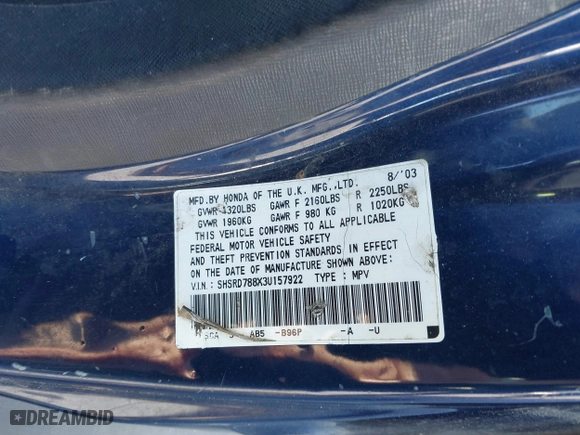 MFD.BY HONDA OF THE U.K. MFG.,LTD. 8/'03
GVWR 4320LBS GAWR F 2160LBS R 2250LBS
GVWR 1960KG GAWR F 980 KG R 1020KG
THIS VEHICLE CONFORMS TO ALL APPLICABLE
FEDERAL MOTOR VEHICLE SAFETY
AND THEFT PREVENTION STANDARDS IN EFFECT
ON THE DATE OF MANUFACTURE SHOWN ABOVE:
V.I.N.: SHSRD788X3U157922 TYPE: MPV
AB5 -B96P -A -U
DREAMBID